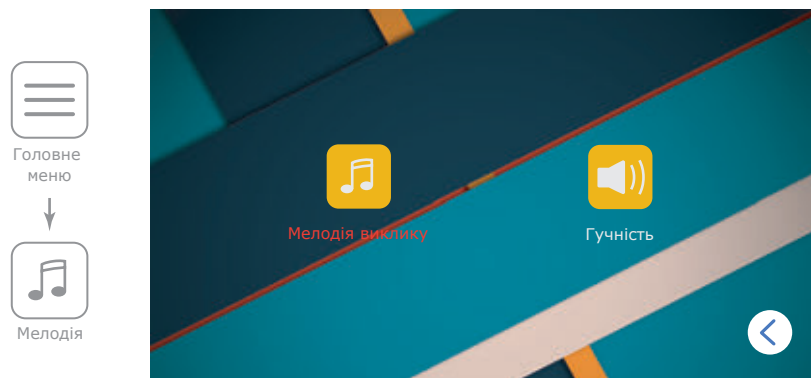 Головне
меню
Мелодія
Мелодія виклику
Гучність